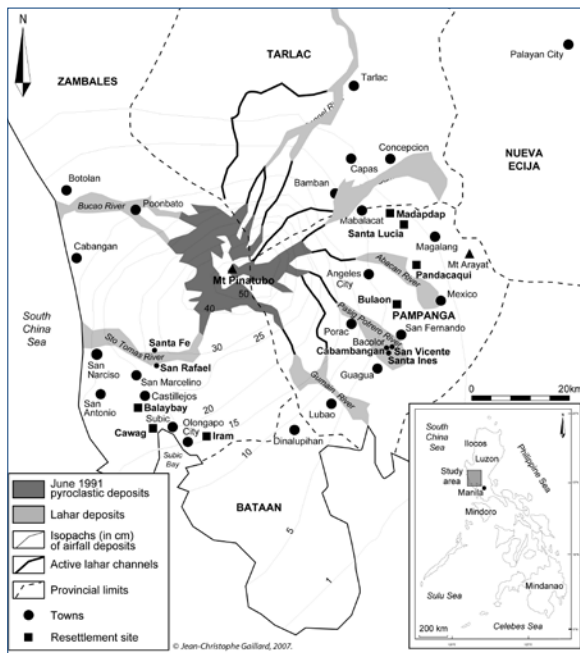 N
TARLAC
ZAMBALES
Palayan City
Tarlac
NUEVA
ECIJA
Concepcion
Capas
Bamban
Botolan
Bucao River
Poonbato
Mabalacat
Madapdap
Santa Lucia
Magalang
Cabangan
Mt Arayat
Pandacaqui
Mt Pinatubo
Angeles
City
Abacan River
Mexico
50
40
Bulaon
PAMPANGA
South
China
Sea
25
Porac
Pasig Potrero River
San Fernando
30
Sto Tomas River
Santa Fe
San Rafael
Bacolor
Cabambangan
San Vicente
Santa Ines
San
Narciso
San Marcelino
Guagua
Castillejos
San
Antonio
Balaybay
20
Gumain River
Lubao
0
20km
Subic
Olongapo
City
15
Cawag
Iram
Dinalupihan
10
Subic
Bay
BATAAN
5
1
June 1991
pyroclastic deposits
Lahar deposits
Isopachs (in cm)
of airfall deposits
Active lahar channels
Provincial limits
Towns
Resettlement site
© Jean-Christophe Gaillard, 2007.
South
China
Sea
Ilocos
Luzon
Study
area
Philippine Sea
Manila
Mindoro
Mindanao
Sulu Sea
Celebes Sea
200 km